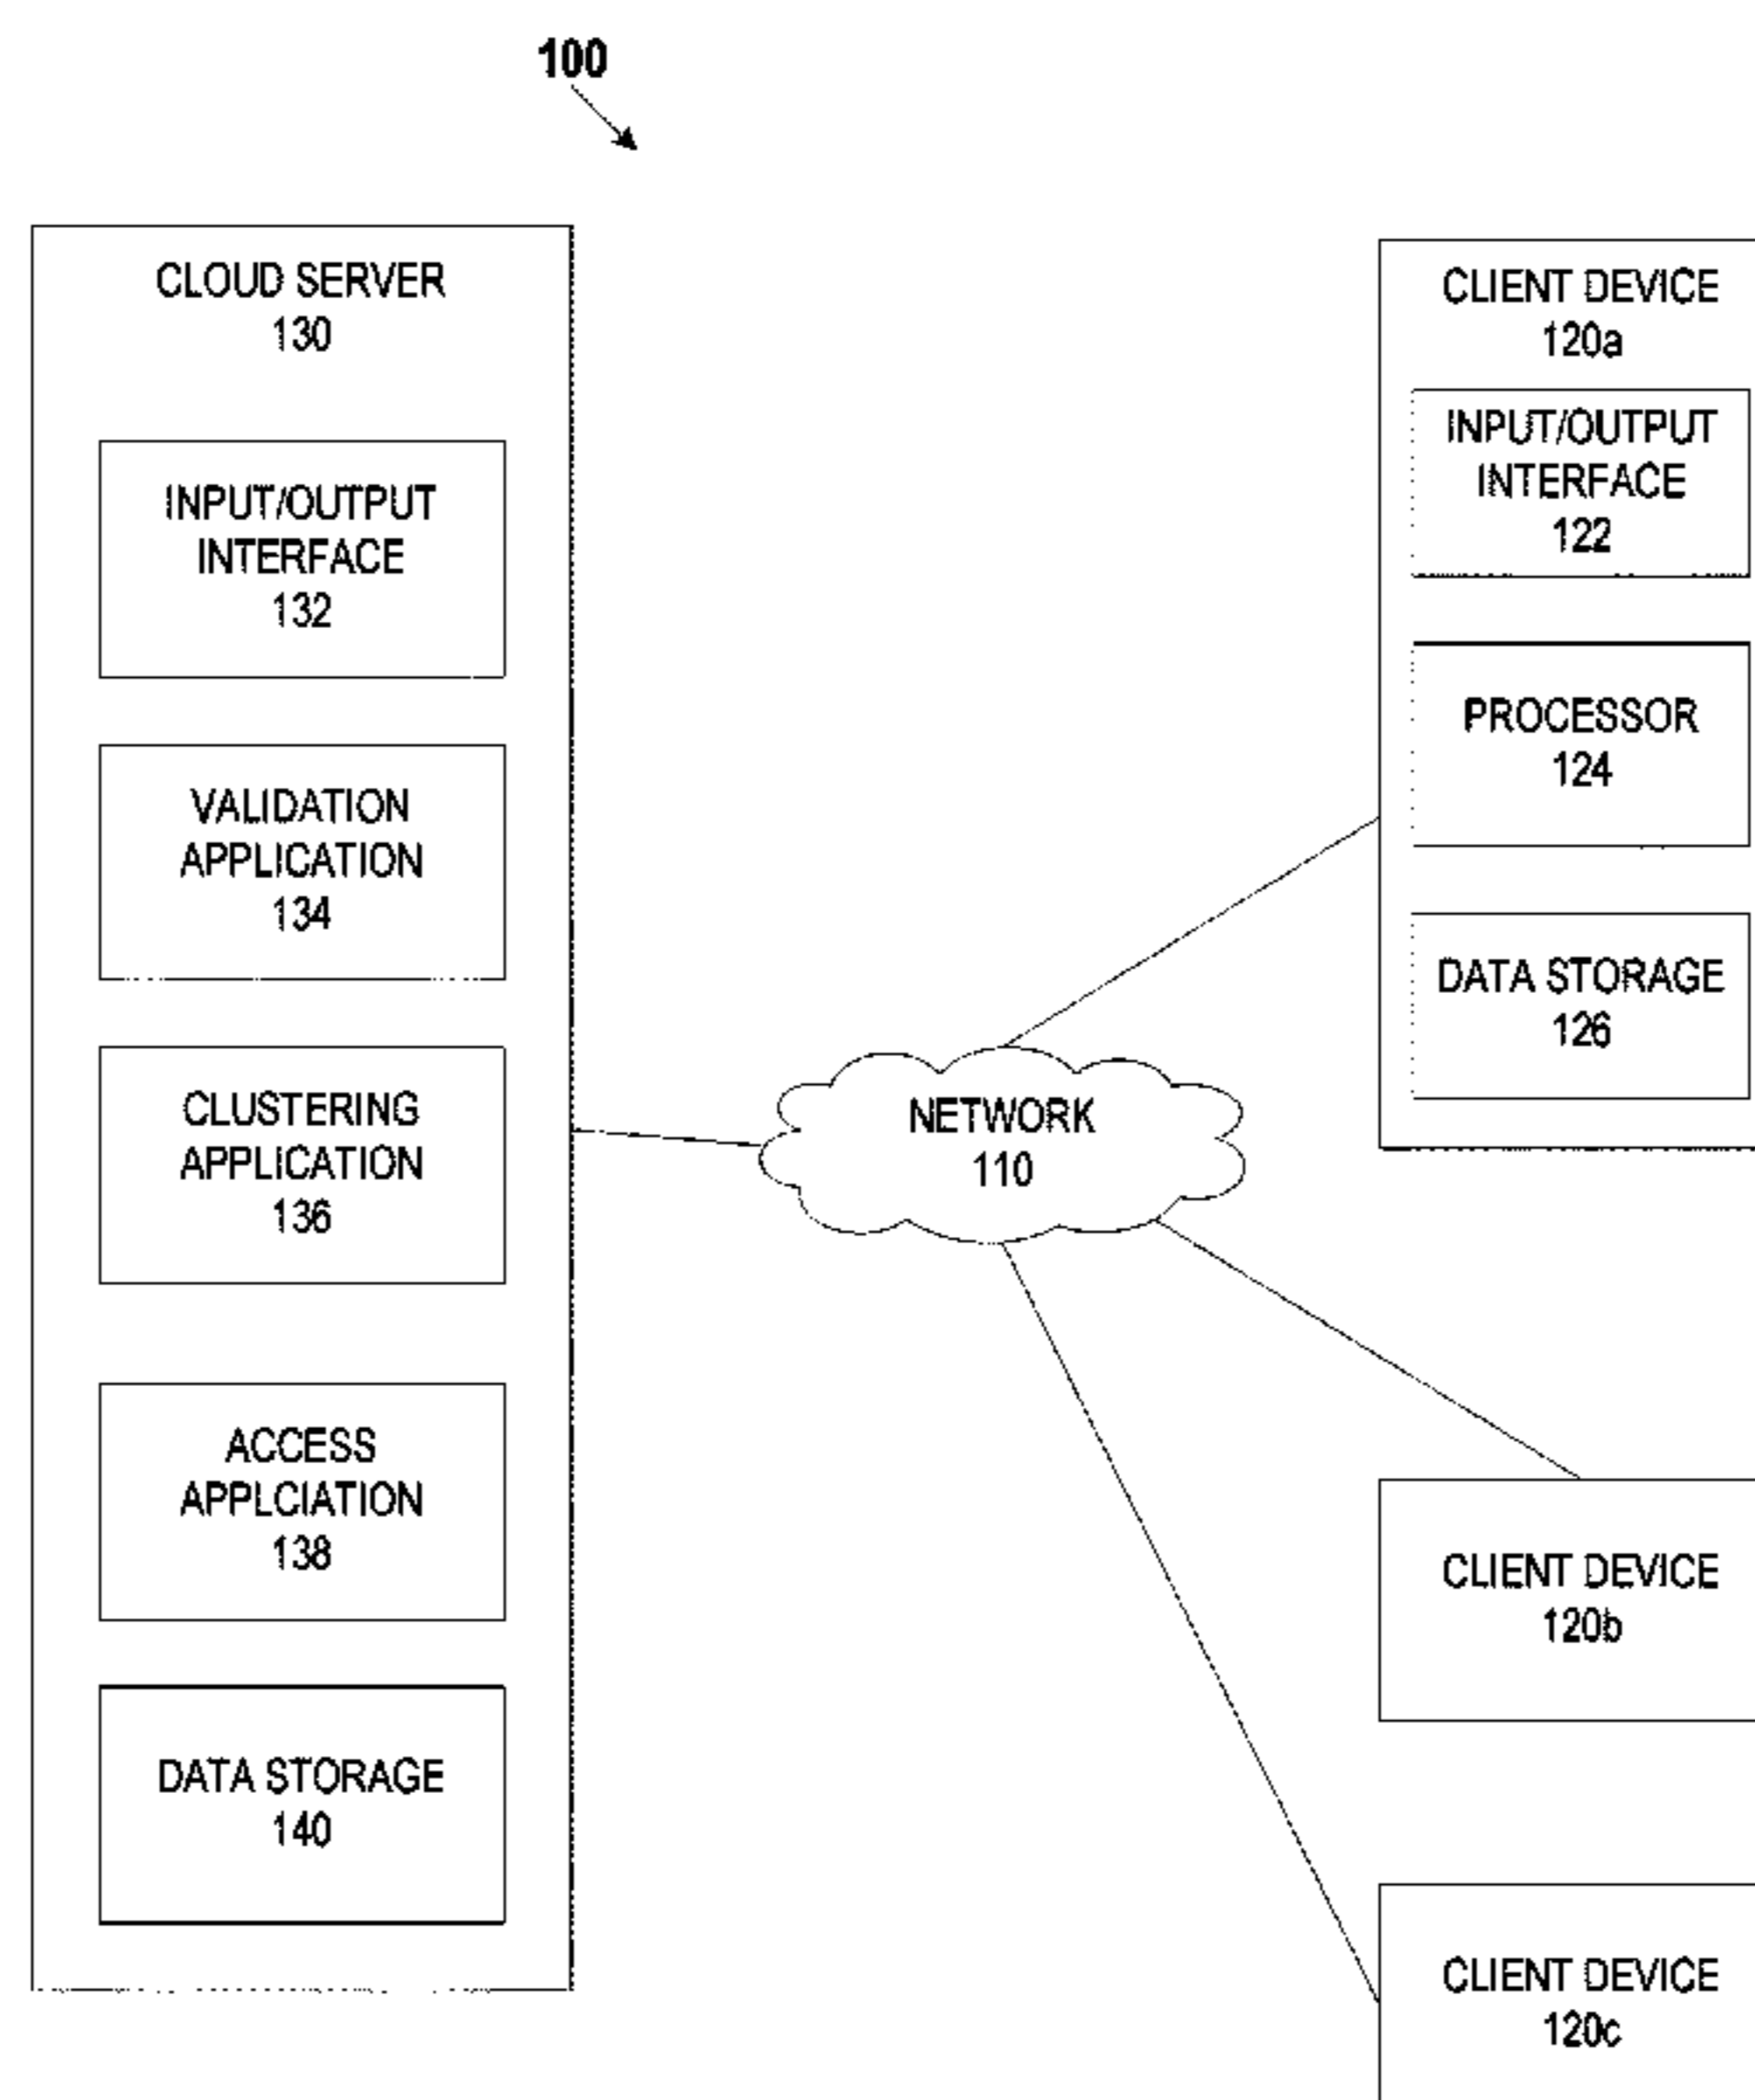 100
CLOUD SERVER
130
INPUT/OUTPUT
INTERFACE
132
VALIDATION
APPLICATION
134
CLUSTERING
APPLICATION
136
ACCESS
APPLCIATION
138
DATA STORAGE
140
NETWORK
110
CLIENT DEVICE
120a
INPUT/OUTPUT
INTERFACE
122
PROCESSOR
124
DATA STORAGE
126
CLIENT DEVICE
120b
CLIENT DEVICE
120c